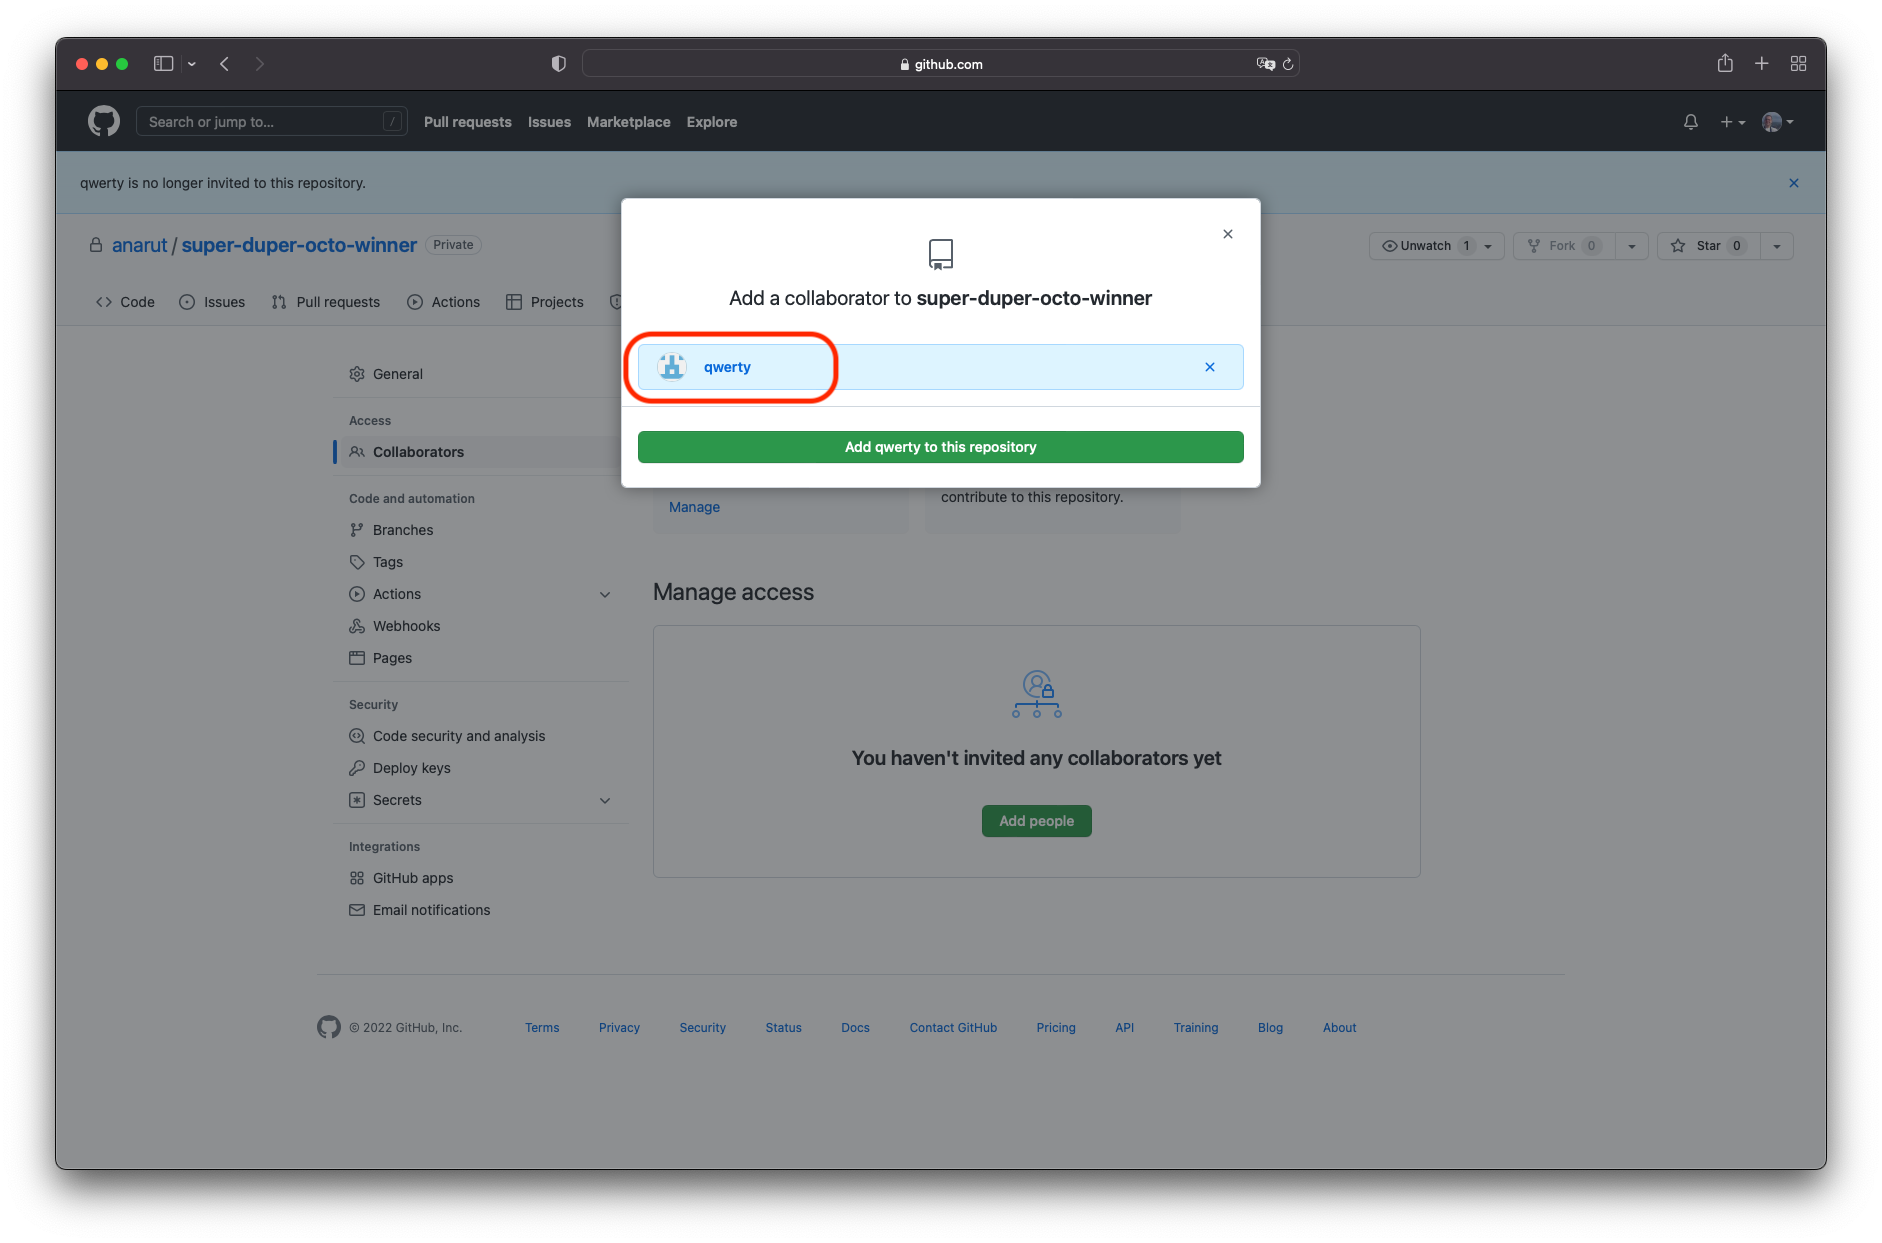 github.com
Search or jump to... /
Pull requests
Issues
Marketplace
Explore
qwerty is no longer invited to this repository.
anarut / super-duper-octo-winner Private
Unwatch 1
Fork 0
Star 0
Code
Issues
Pull requests
Actions
Projects
Add a collaborator to super-duper-octo-winner
qwerty
Add qwerty to this repository
General
Access
Collaborators
Code and automation
Branches
Tags
Actions
Webhooks
Pages
Security
Code security and analysis
Deploy keys
Secrets
Integrations
GitHub apps
Email notifications
Manage
contribute to this repository.
Manage access
You haven't invited any collaborators yet
Add people
© 2022 GitHub, Inc.
Terms
Privacy
Security
Status
Docs
Contact GitHub
Pricing
API
Training
Blog
About